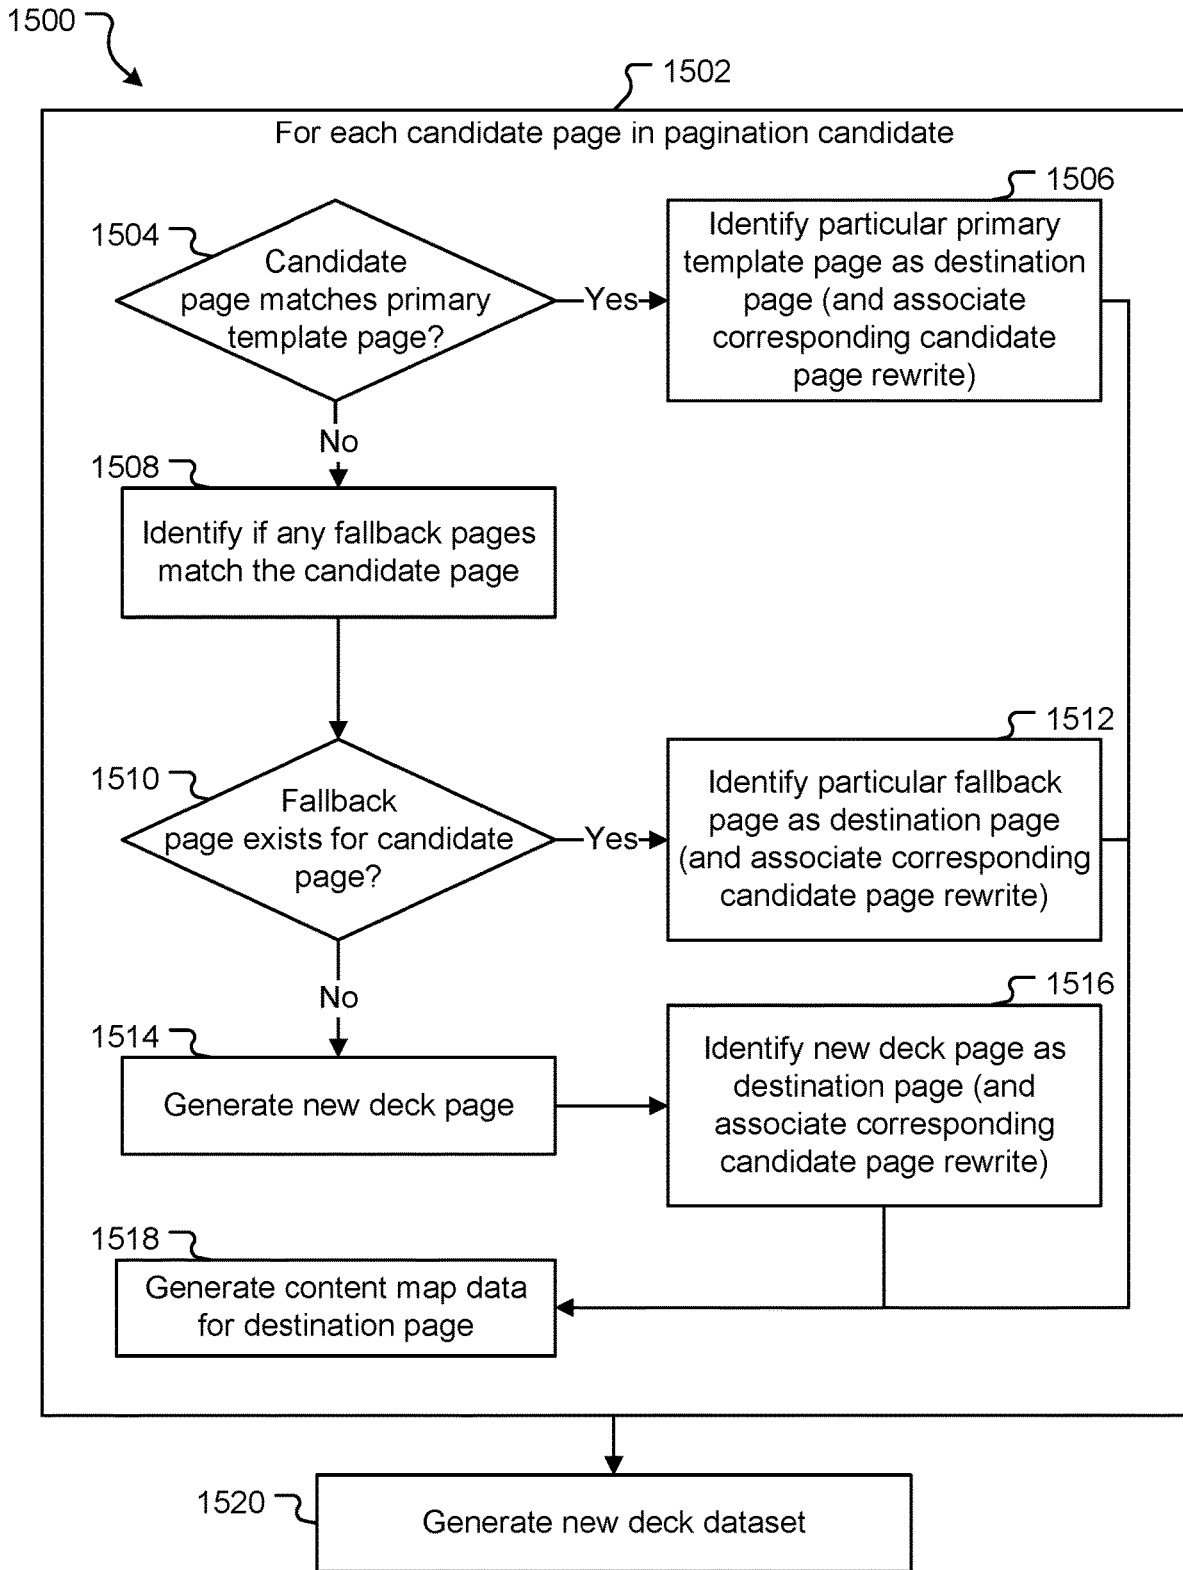 1500
1502
For each candidate page in pagination candidate
1504
Candidate
page matches primary
template page?
Yes
1506
Identify particular primary
template page as destination
page (and associate
corresponding candidate
page rewrite)
No
1508
Identify if any fallback pages
match the candidate page
1510
Fallback
page exists for candidate
page?
Yes
1512
Identify particular fallback
page as destination page
(and associate corresponding
candidate page rewrite)
No
1514
Generate new deck page
1516
Identify new deck page as
destination page (and
associate corresponding
candidate page rewrite)
1518
Generate content map data
for destination page
1520
Generate new deck dataset